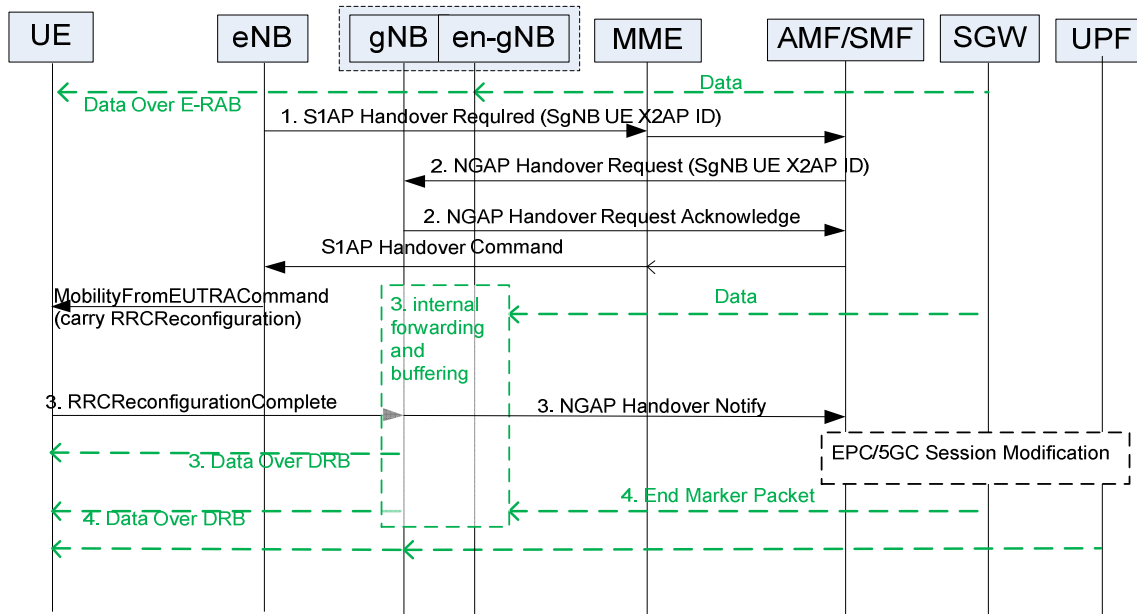 UE
eNB
gNB
en-gNB
MME
AMF/SMF
SGW
UPF
Data
Data Over E-RAB
1. S1AP Handover Required (SgNB UE X2AP ID)
2. NGAP Handover Request (SgNB UE X2AP ID)
2. NGAP Handover Request Acknowledge
S1AP Handover Command
MobilityFromEUTRACommand
(carry RRCReconfiguration)
3. internal
forwarding
and
buffering
Data
3. RRCReconfigurationComplete
3. NGAP Handover Notify
EPC/5GC Session Modification
3. Data Over DRB
4. End Marker Packet
4. Data Over DRB